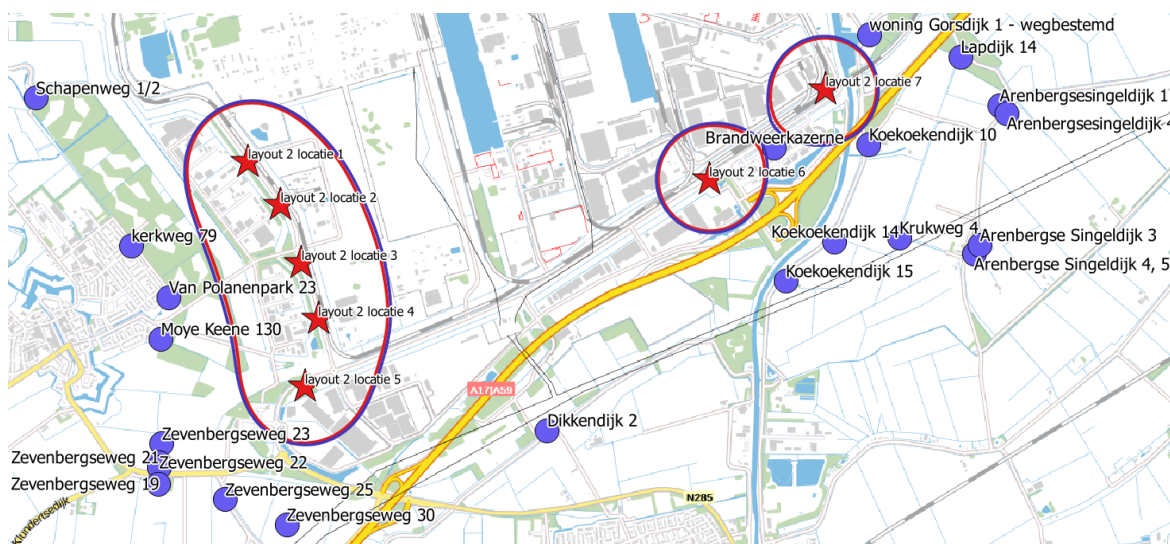 woning Gorsdijk 1 - wegbestemd
Lapdijk 14
Schapenweg 1/2
layout 2 locatie 7
Arenbergsesingeldijk 1
Arenbergsesingeldijk 4
Brandweerkazerne
Koekoekendijk 10
layout 2 locatie 1
layout 2 locatie 6
layout 2 locatie 2
kerkweg 79
Koekoekendijk 14
Krukweg 4
Arenbergse Singeldijk 3
layout 2 locatie 3
Arenbergse Singeldijk 4, 5
Koekoekendijk 15
Van Polanenpark 23
layout 2 locatie 4
Moye Keene 130
layout 2 locatie 5
A17|A59
Dikkendijk 2
Zevenbergseweg 23
Zevenbergseweg 21
Zevenbergseweg 22
Zevenbergseweg 19
Zevenbergseweg 25
N285
Zevenbergseweg 30
Klundertsedijk